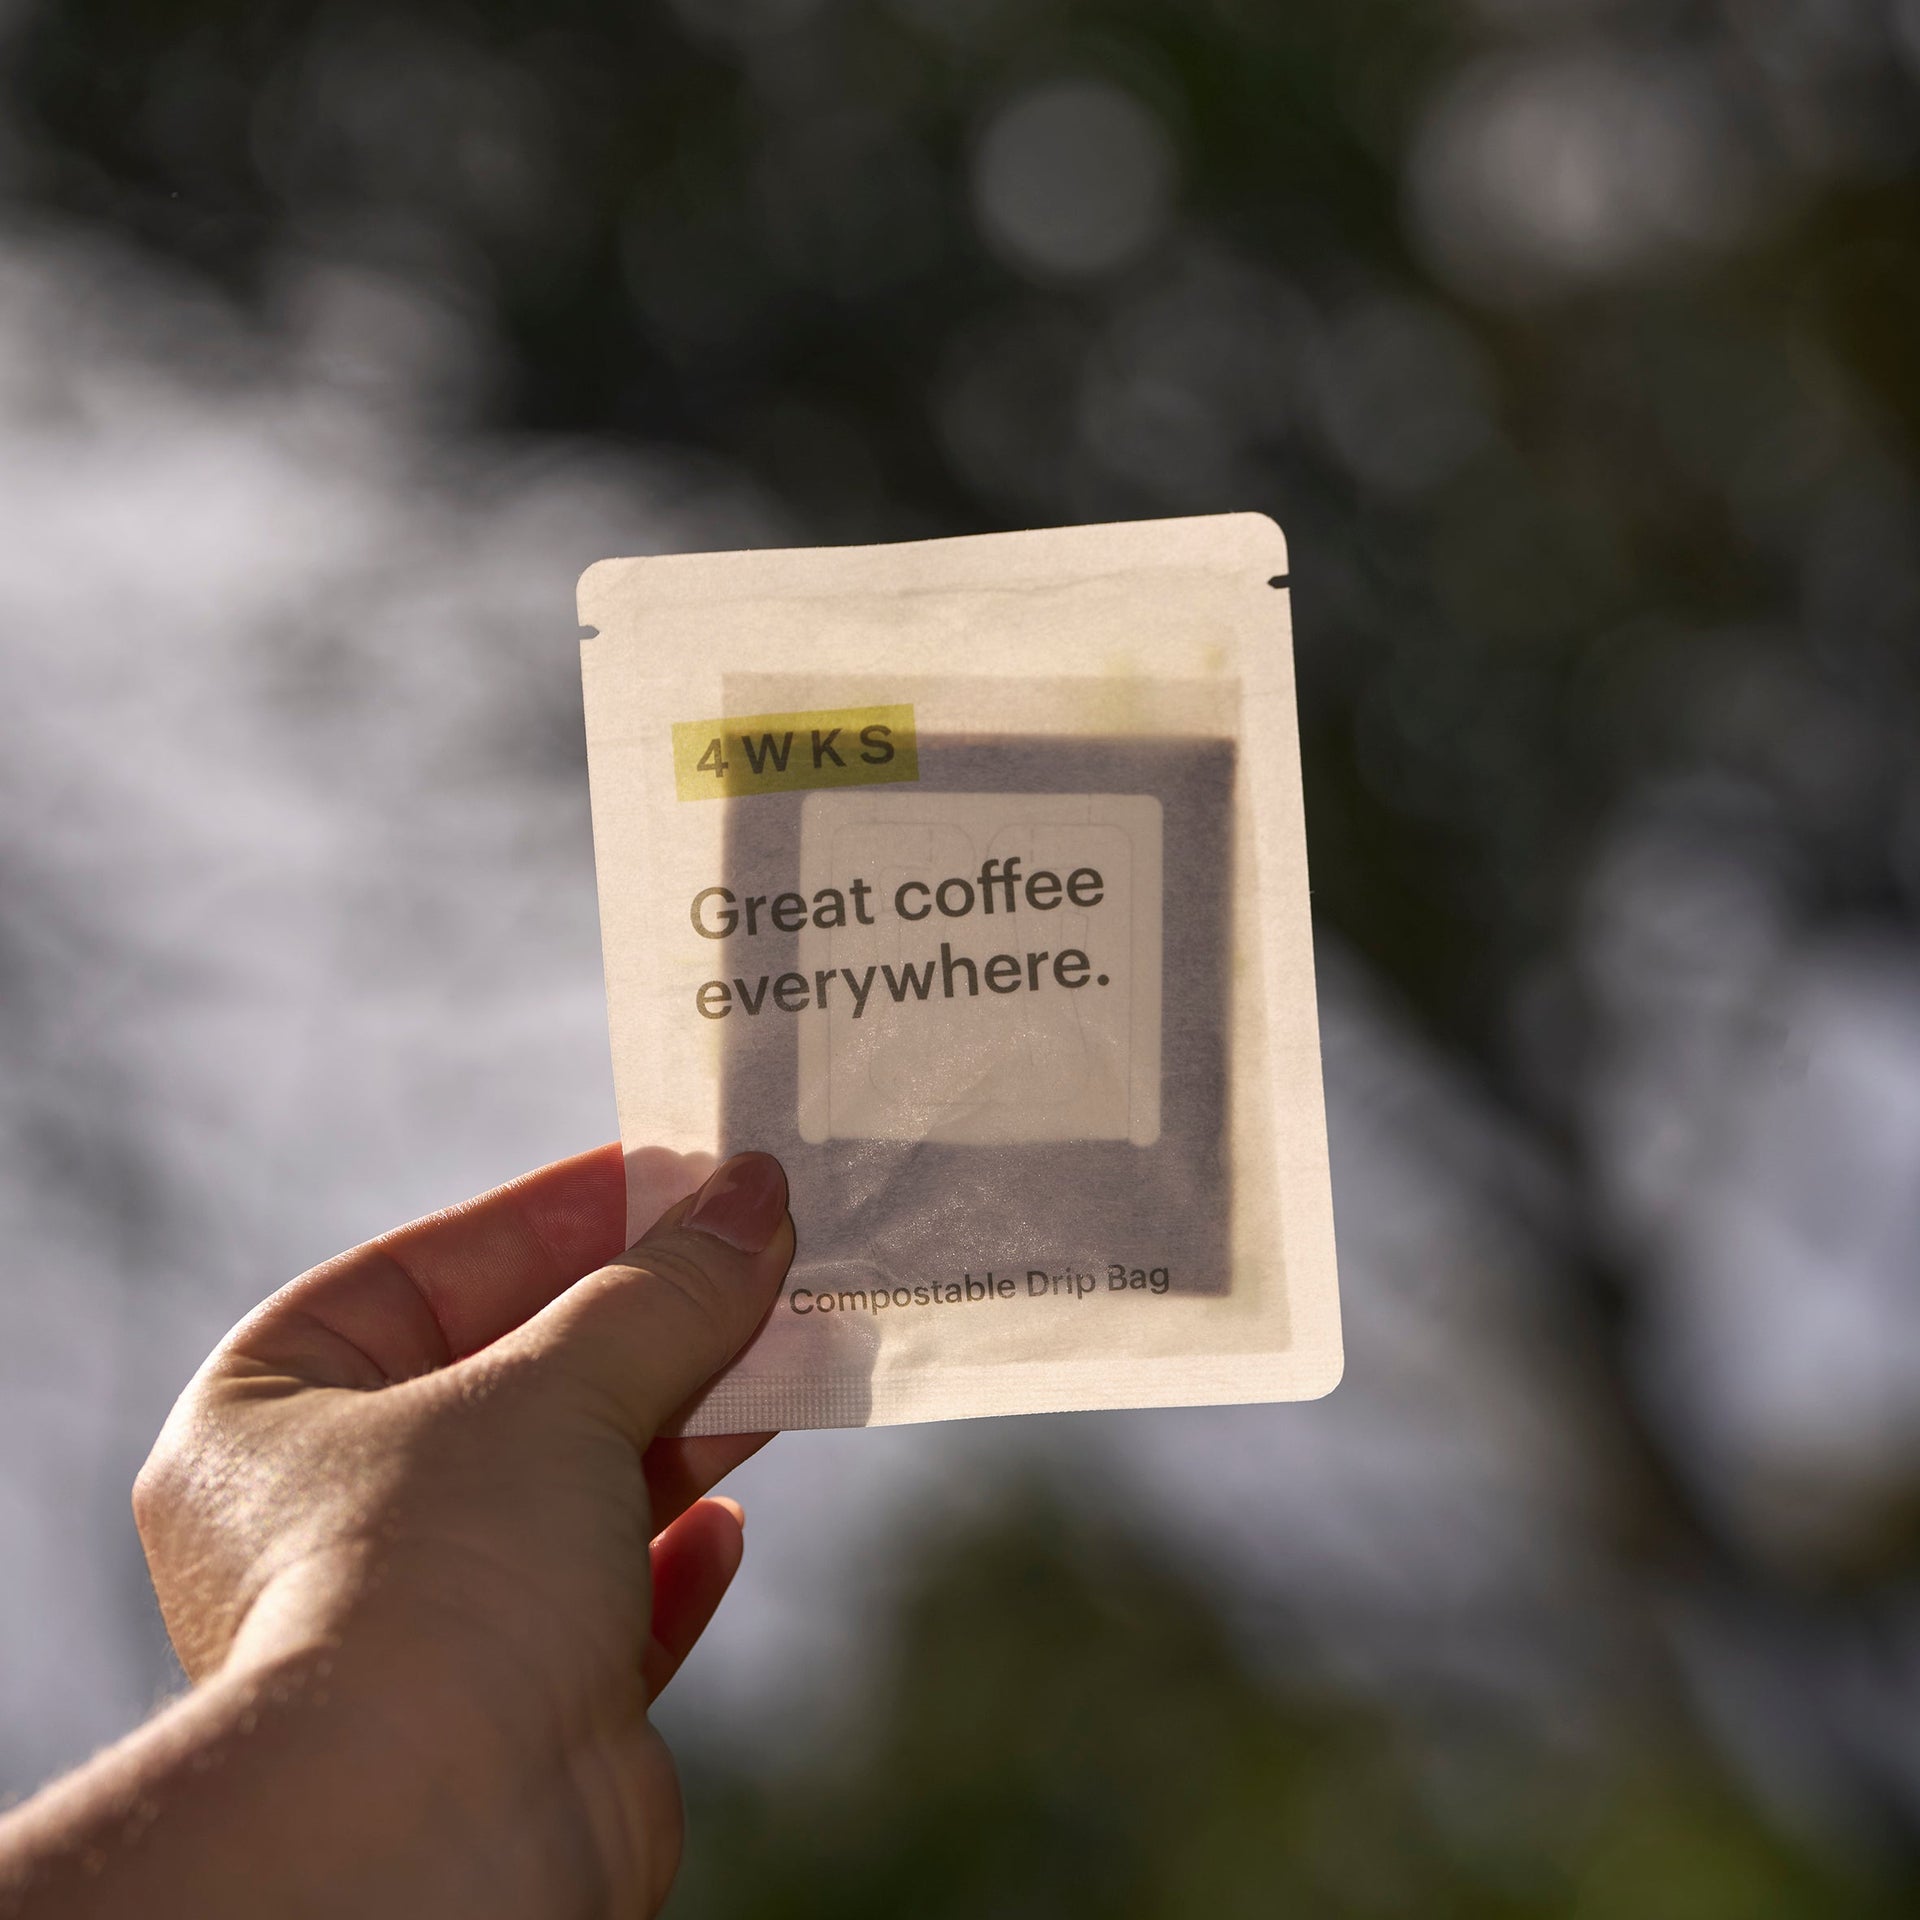 4WKS
Great coffee
everywhere.
Compostable Drip Bag